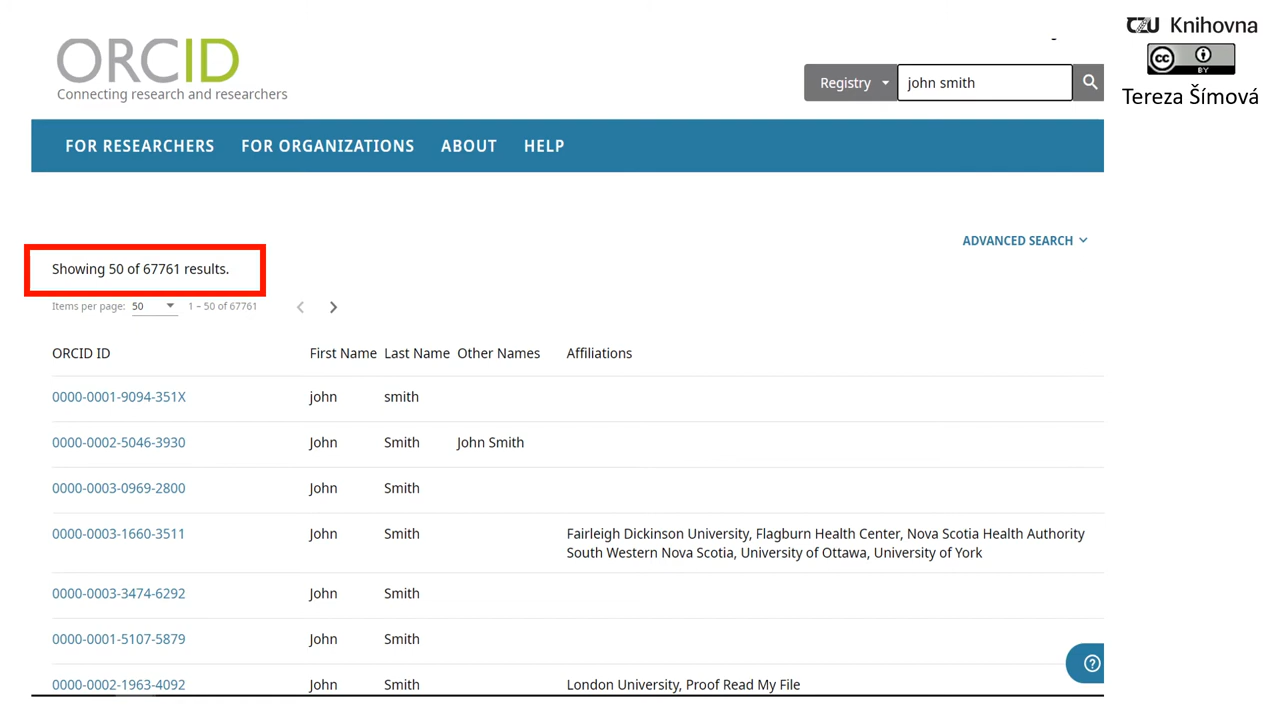 ORCID
Connecting research and researchers
Registry
john smith
CZU Knihovna
CC BY
Tereza Šímová
FOR RESEARCHERS FOR ORGANIZATIONS ABOUT HELP
ADVANCED SEARCH
Showing 50 of 67761 results.
Items per page: 50 1 – 50 of 67761
ORCID ID First Name Last Name Other Names Affiliations
0000-0001-9094-351X john smith
0000-0002-5046-3930 John Smith John Smith
0000-0003-0969-2800 John Smith
0000-0003-1660-3511 John Smith Fairleigh Dickinson University, Flagburn Health Center, Nova Scotia Health Authority
South Western Nova Scotia, University of Ottawa, University of York
0000-0003-3474-6292 John Smith
0000-0001-5107-5879 John Smith
0000-0002-1963-4092 John Smith London University, Proof Read My File